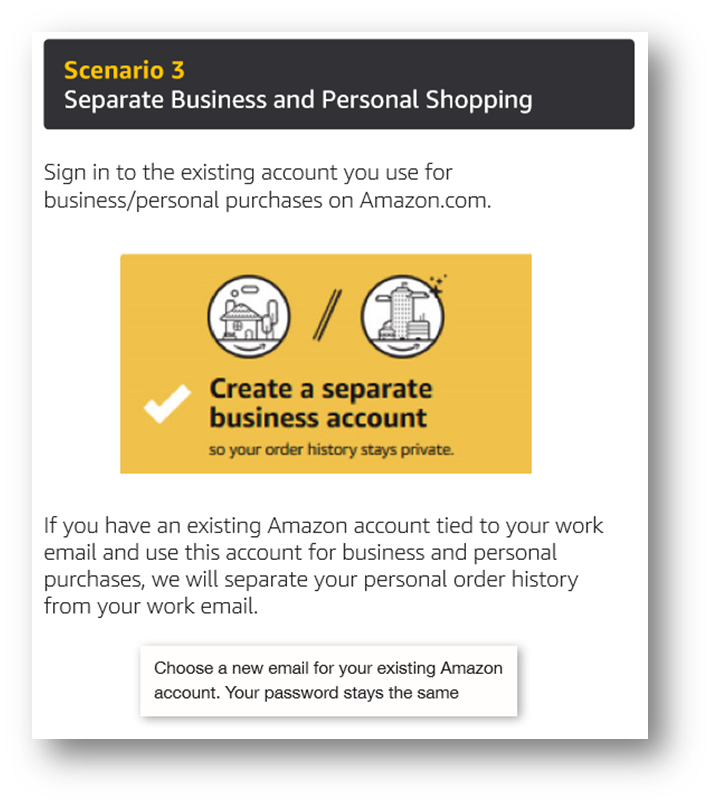 Scenario 3
Separate Business and Personal Shopping
Sign in to the existing account you use for
business/personal purchases on Amazon.com.
Create a separate
business account
so your order history stays private.
If you have an existing Amazon account tied to your work
email and use this account for business and personal
purchases, we will separate your personal order history
from your work email.
Choose a new email for your existing Amazon
account. Your password stays the same